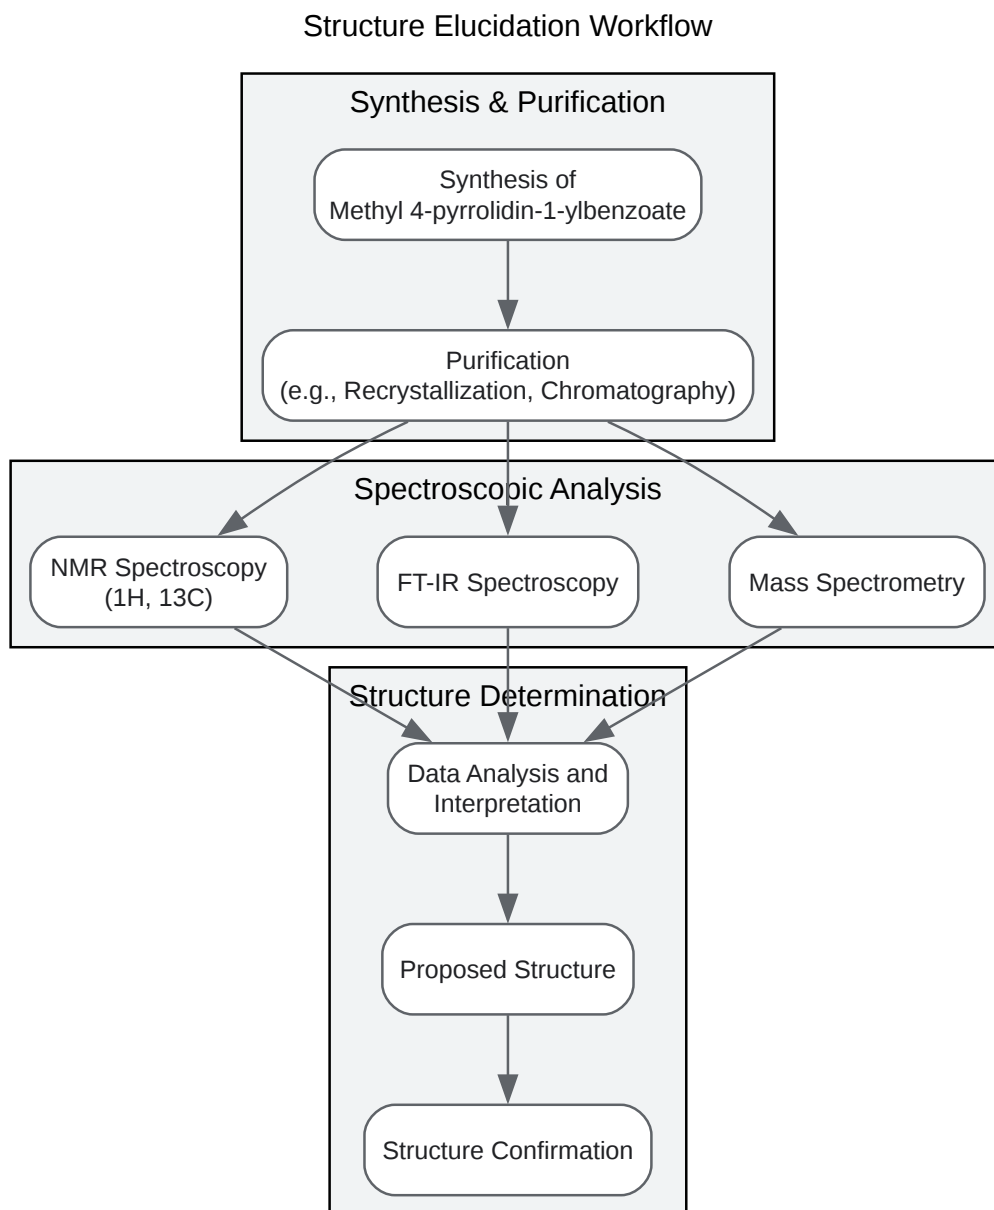 Structure Elucidation Workflow
Synthesis & Purification
Synthesis of
Methyl 4-pyrrolidin-1-ylbenzoate
Purification
(e.g., Recrystallization, Chromatography)
Spectroscopic Analysis
NMR Spectroscopy
(1H, 13C)
FT-IR Spectroscopy
Mass Spectrometry
Structure Determination
Data Analysis and
Interpretation
Proposed Structure
Structure Confirmation